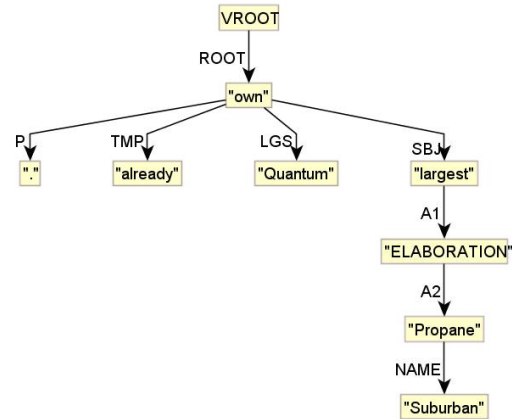 VROOT
ROOT
"own"
P TMP LGS SBJ
"." "already" "Quantum" "largest"
A1
"ELABORATION"
A2
"Propane"
NAME
"Suburban"